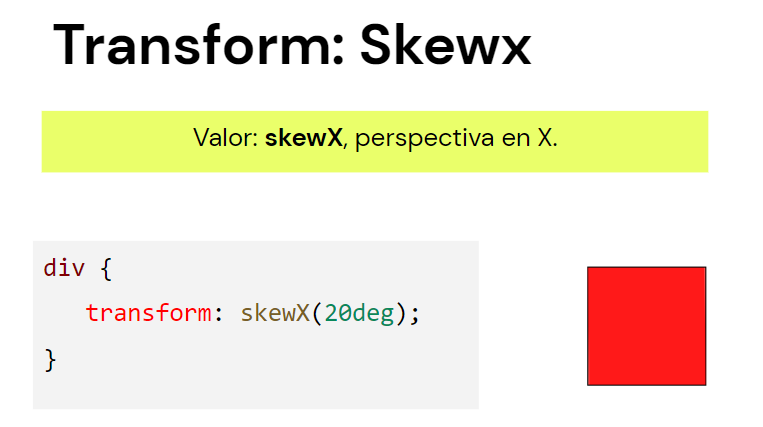 Transform: Skewx
Valor: skewX, perspectiva en X.
div {
transform: skewX(20deg);
}